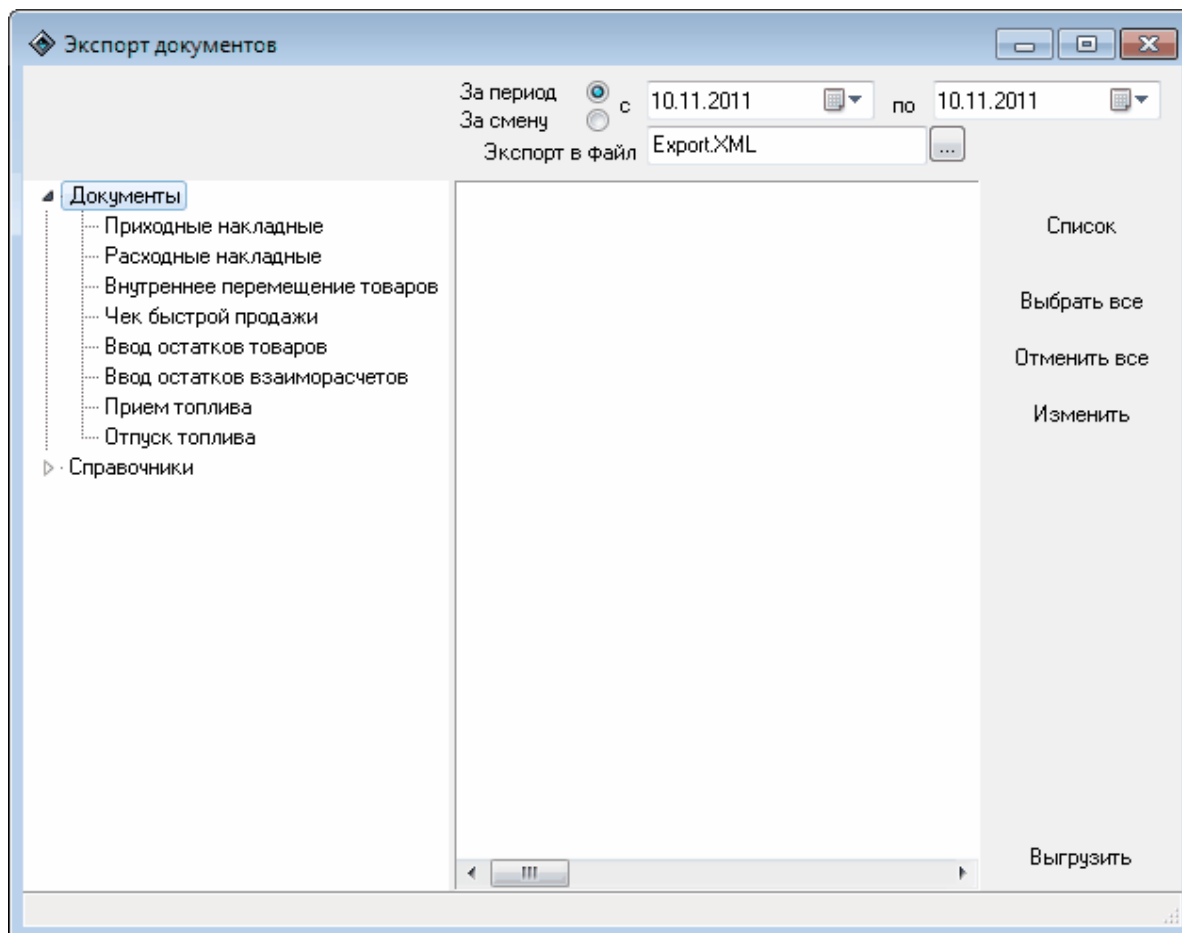 Экспорт документов
За период с 10.11.2011 по 10.11.2011
За смену
Экспорт в файл Export.XML ...
Документы
Приходные накладные
Расходные накладные
Внутреннее перемещение товаров
Чек быстрой продажи
Ввод остатков товаров
Ввод остатков взаиморасчетов
Прием топлива
Отпуск топлива
Справочники
Список
Выбрать все
Отменить все
Изменить
Выгрузить